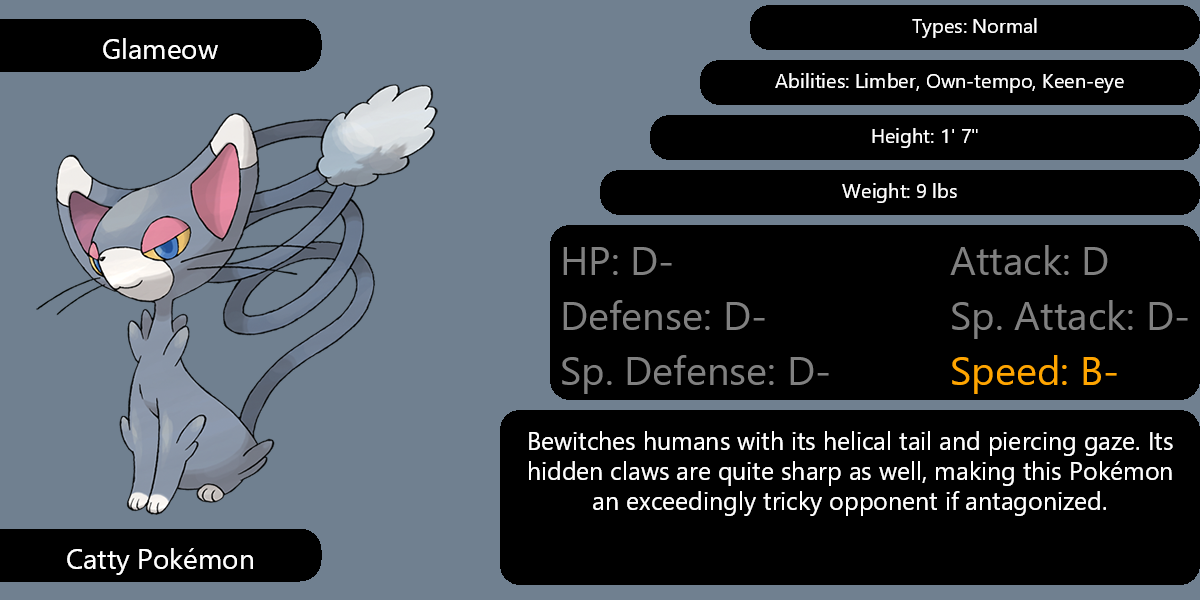 Glameow
Types: Normal
Abilities: Limber, Own-tempo, Keen-eye
Height: 1' 7"
Weight: 9 lbs
HP: D-
Attack: D
Defense: D-
Sp. Attack: D-
Sp. Defense: D-
Speed: B-
Bewitches humans with its helical tail and piercing gaze. Its
hidden claws are quite sharp as well, making this Pokémon
an exceedingly tricky opponent if antagonized.
Catty Pokémon